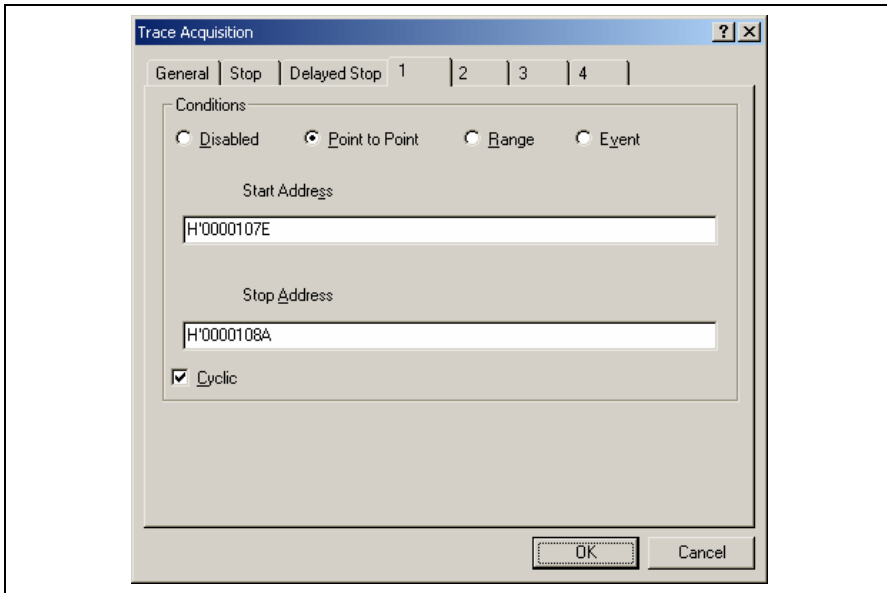 Trace Acquisition
General Stop Delayed Stop 1 2 3 4
Conditions
Disabled Point to Point Range Event
Start Address
H'0000107E
Stop Address
H'0000108A
Cyclic
OK Cancel